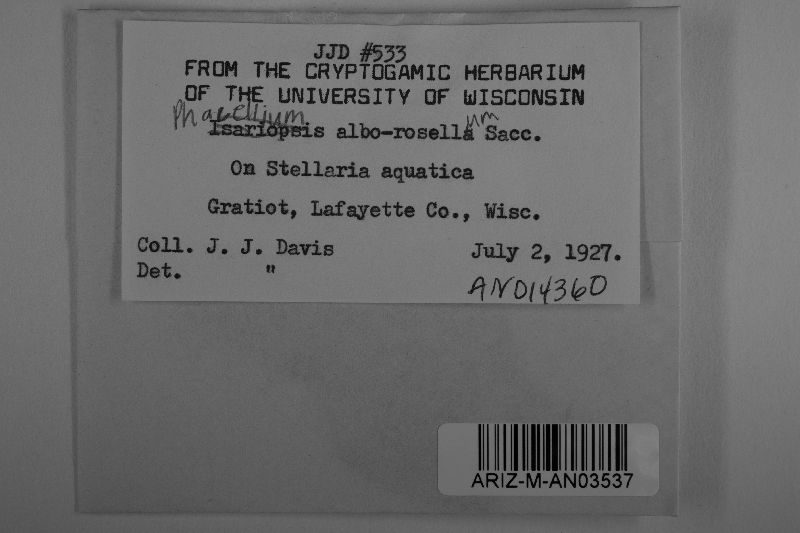 JJD #533
FROM THE CRYPTOGAMIC HERBARIUM
OF THE UNIVERSITY OF WISCONSIN
Phacellium
Isariopsis albo-rosella um Sacc.
On Stellaria aquatica
Gratiot, Lafayette Co., Wisc.
Coll. J. J. Davis July 2, 1927.
Det. "
AN014360
ARIZ-M-AN03537